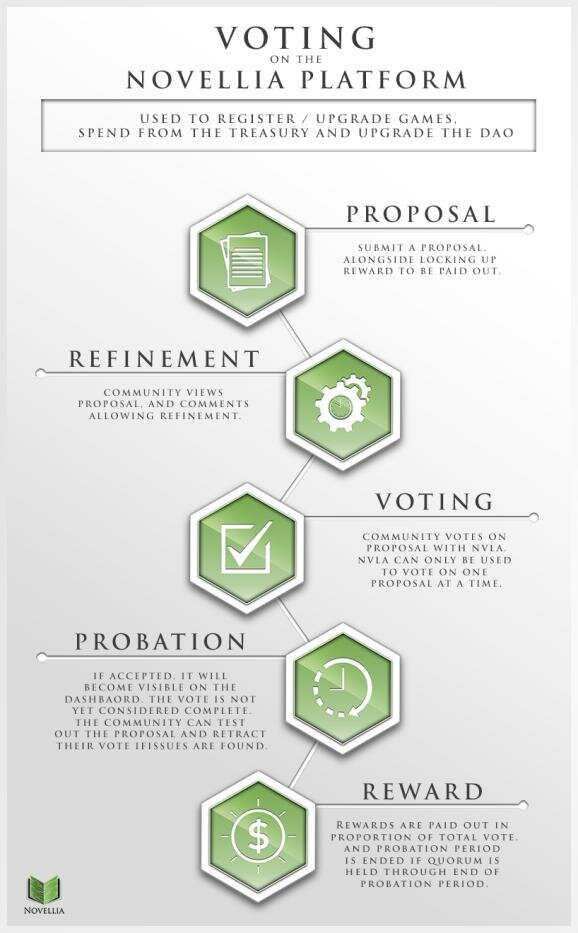 VOTING
ON THE
NOVELLIA PLATFORM
USED TO REGISTER / UPGRADE GAMES,
SPEND FROM THE TREASURY AND UPGRADE THE DAO
PROPOSAL
SUBMIT A PROPOSAL,
ALONGSIDE LOCKING UP
REWARD TO BE PAID OUT.
REFINEMENT
COMMUNITY VIEWS
PROPOSAL, AND COMMENTS
ALLOWING REFINEMENT.
VOTING
COMMUNITY VOTES ON
PROPOSAL WITH NVLA.
NVLA CAN ONLY BE USED
TO VOTE ON ONE
PROPOSAL AT A TIME.
PROBATION
IF ACCEPTED, IT WILL
BECOME VISIBLE ON THE
DASHBAORD. THE VOTE IS NOT
YET CONSIDERED COMPLETE.
THE COMMUNITY CAN TEST
OUT THE PROPOSAL AND RETRACT
THEIR VOTE IFISSUES ARE FOUND.
$
REWARD
REWARDS ARE PAID OUT IN
PROPORTION OF TOTAL VOTE,
AND PROBATION PERIOD
IS ENDED IF QUORUM IS
HELD THROUGH END OF
PROBATION PERIOD.
NOVELLIA